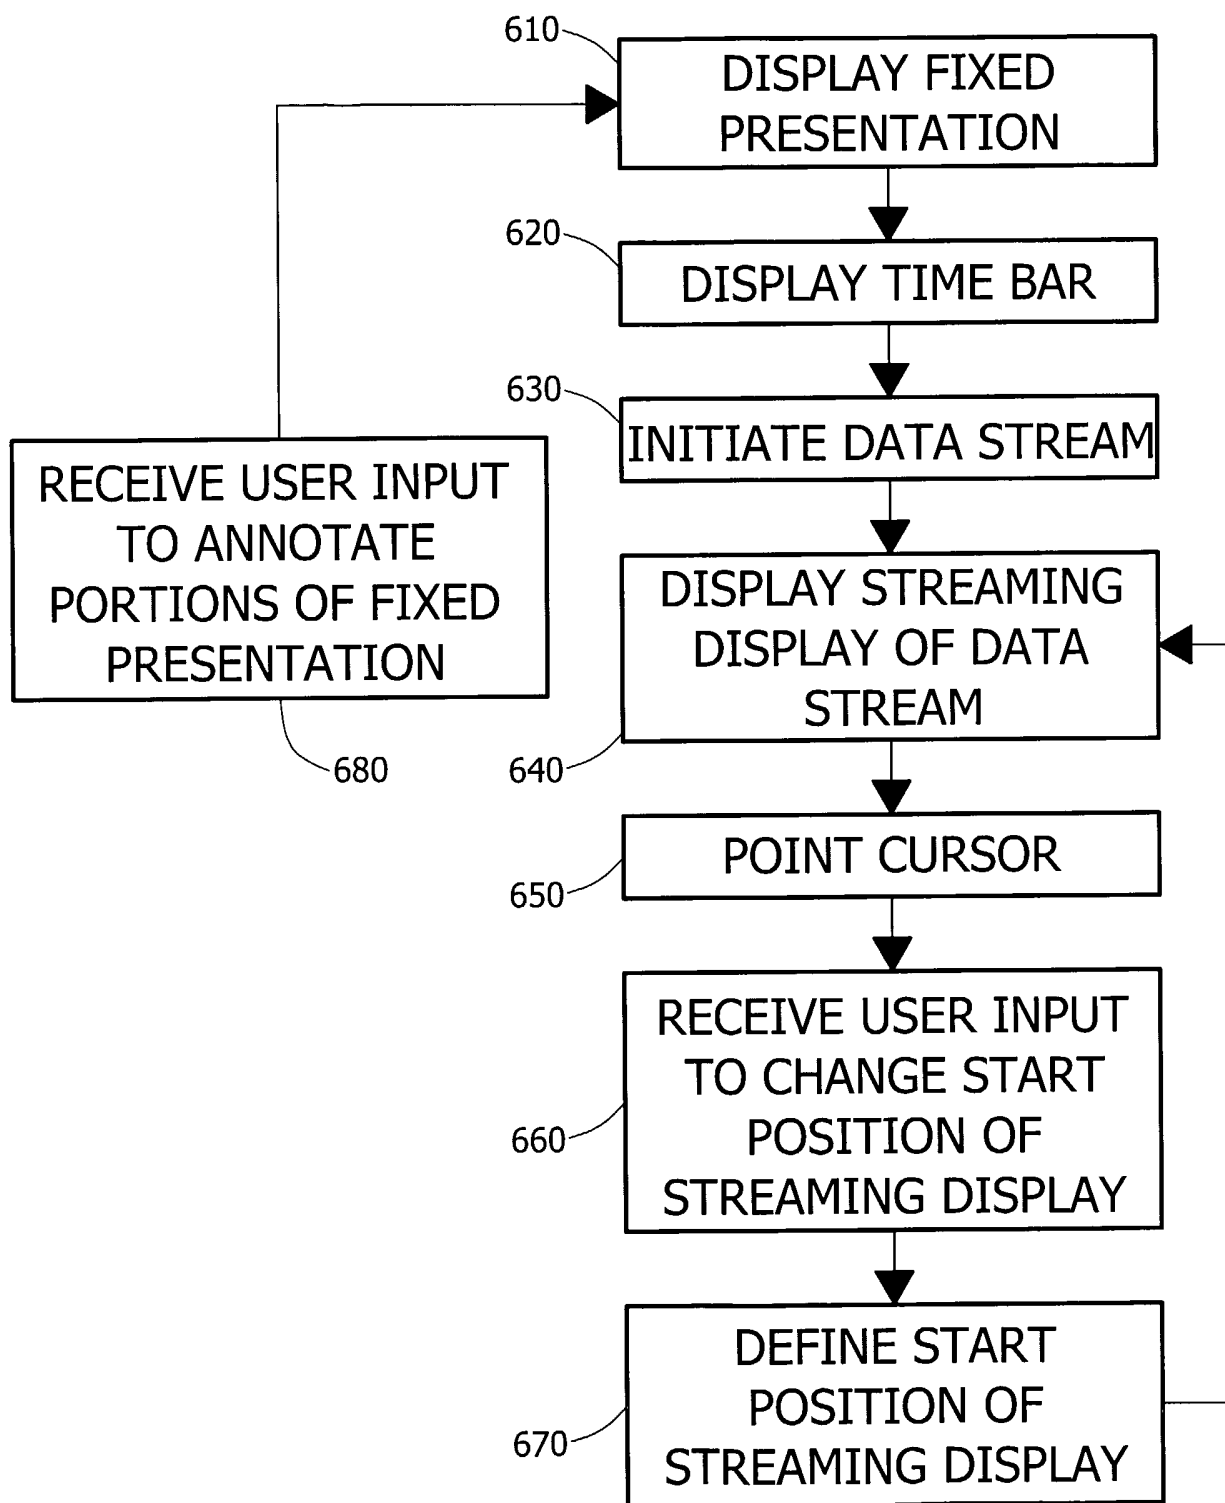 610
DISPLAY FIXED
PRESENTATION
620
DISPLAY TIME BAR
630
INITIATE DATA STREAM
RECEIVE USER INPUT
TO ANNOTATE
PORTIONS OF FIXED
PRESENTATION
680
DISPLAY STREAMING
DISPLAY OF DATA
STREAM
640
POINT CURSOR
650
RECEIVE USER INPUT
TO CHANGE START
POSITION OF
STREAMING DISPLAY
660
DEFINE START
POSITION OF
STREAMING DISPLAY
670